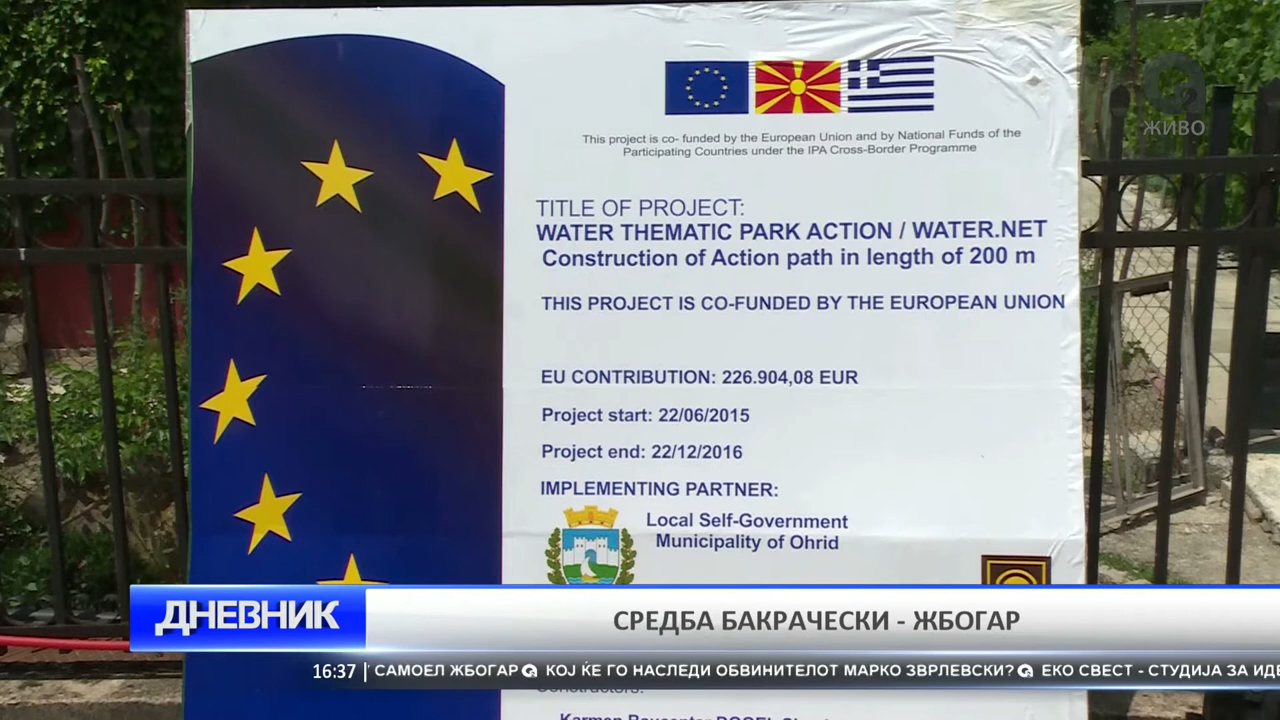 ЖИВО
This project is co- funded by the European Union and by National Funds of the
Participating Countries under the IPA Cross-Border Programme
TITLE OF PROJECT:
WATER THEMATIC PARK ACTION / WATER.NET
Construction of Action path in length of 200 m
THIS PROJECT IS CO-FUNDED BY THE EUROPEAN UNION
EU CONTRIBUTION: 226.904,08 EUR
Project start: 22/06/2015
Project end: 22/12/2016
IMPLEMENTING PARTNER:
Local Self-Government
Municipality of Ohrid
ДНЕВНИК
СРЕДБА БАКРАЧЕСКИ - ЖБОГАР
16:37 САМОЕЛ ЖБОГАР КОЈ ЌЕ ГО НАСЛЕДИ ОБВИНИТЕЛОТ МАРКО ЗВРЛЕВСКИ? ЕКО СВЕСТ - СТУДИЈА ЗА